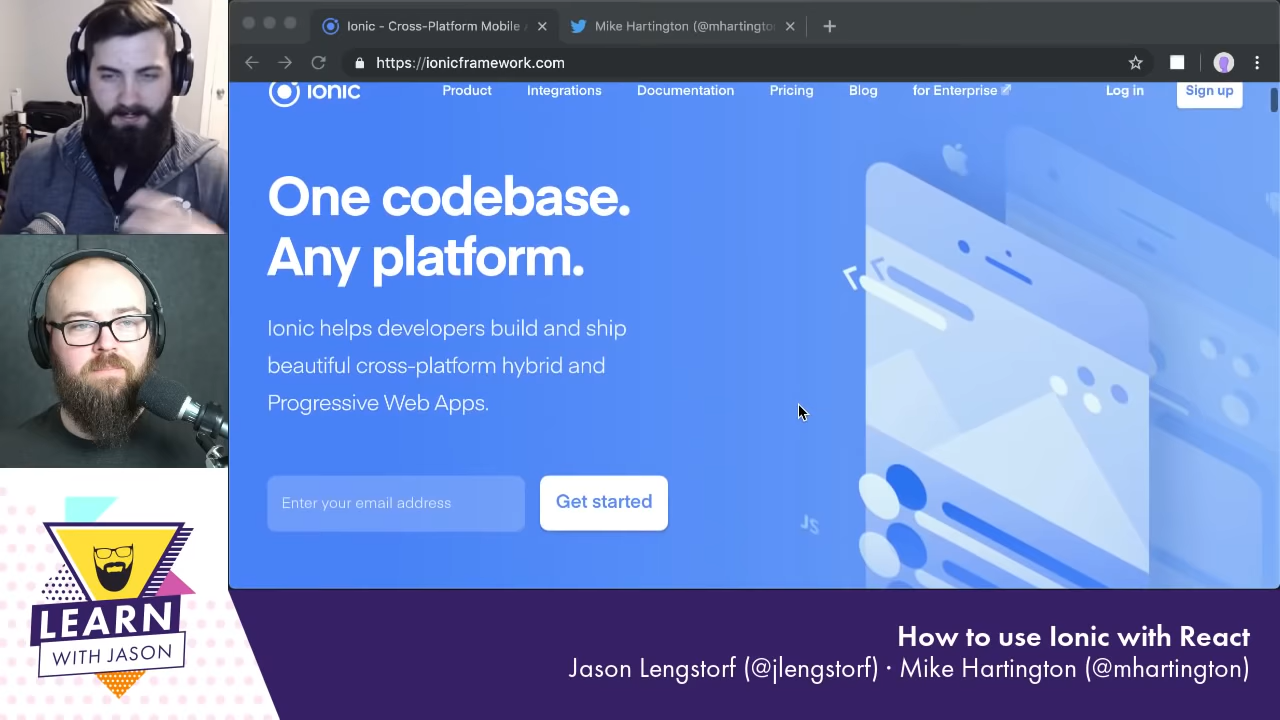 Ionic - Cross-Platform Mobile
Mike Hartington (@mhartingto
https://ionicframework.com
ionic
Product
Integrations
Documentation
Pricing
Blog
for Enterprise
Log in
Sign up
One codebase.
Any platform.
Ionic helps developers build and ship
beautiful cross-platform hybrid and
Progressive Web Apps.
Enter your email address
Get started
JS
LEARN
WITH JASON
How to use Ionic with React
Jason Lengstorf (@jlengstorf) · Mike Hartington (@mhartington)